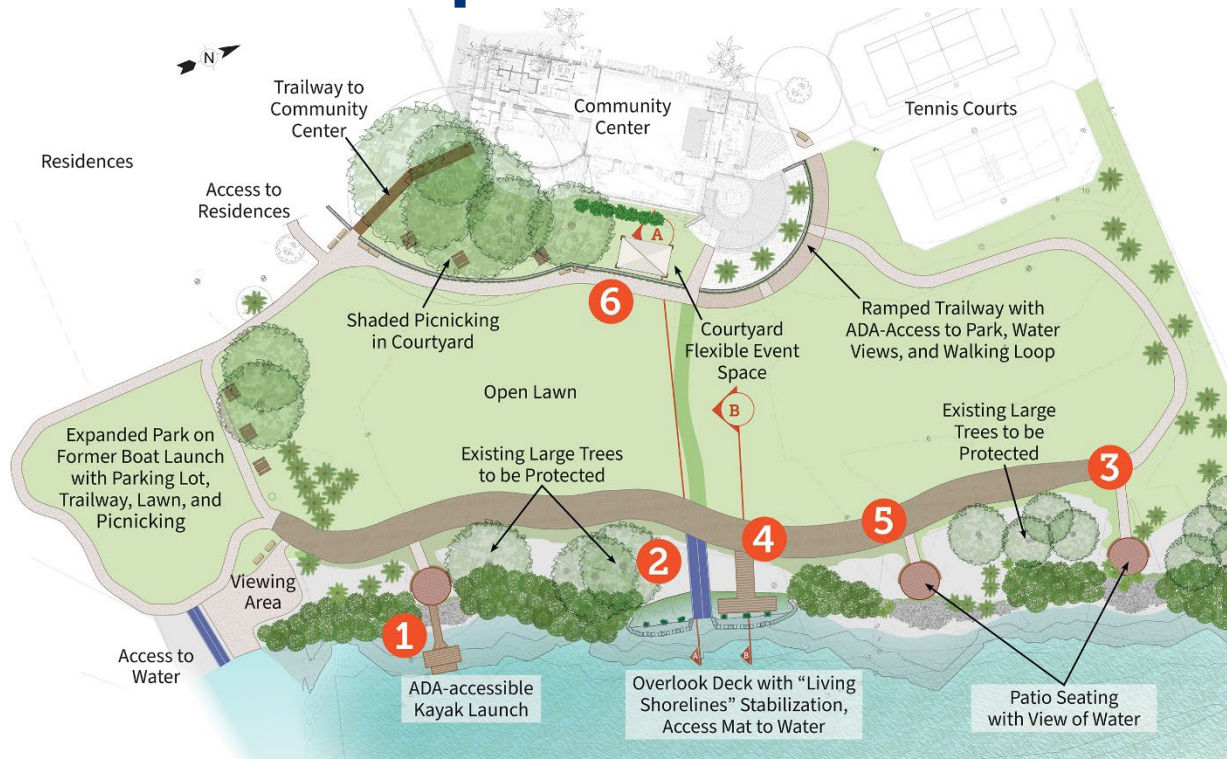 N
Trailway to
Community
Center
Community
Center
Tennis Courts
Residences
Access to
Residences
A
6
Shaded Picnicking
in Courtyard
Courtyard
Flexible Event
Space
Ramped Trailway with
ADA-Access to Park, Water
Views, and Walking Loop
Open Lawn
B
Expanded Park on
Former Boat Launch
with Parking Lot,
Trailway, Lawn, and
Picnicking
Existing Large Trees
to be Protected
Existing Large
Trees to be
Protected
3
5
4
2
Viewing
Area
1
Access to
Water
ADA-accessible
Kayak Launch
A
B
Overlook Deck with “Living
Shorelines” Stabilization,
Access Mat to Water
Patio Seating
with View of Water